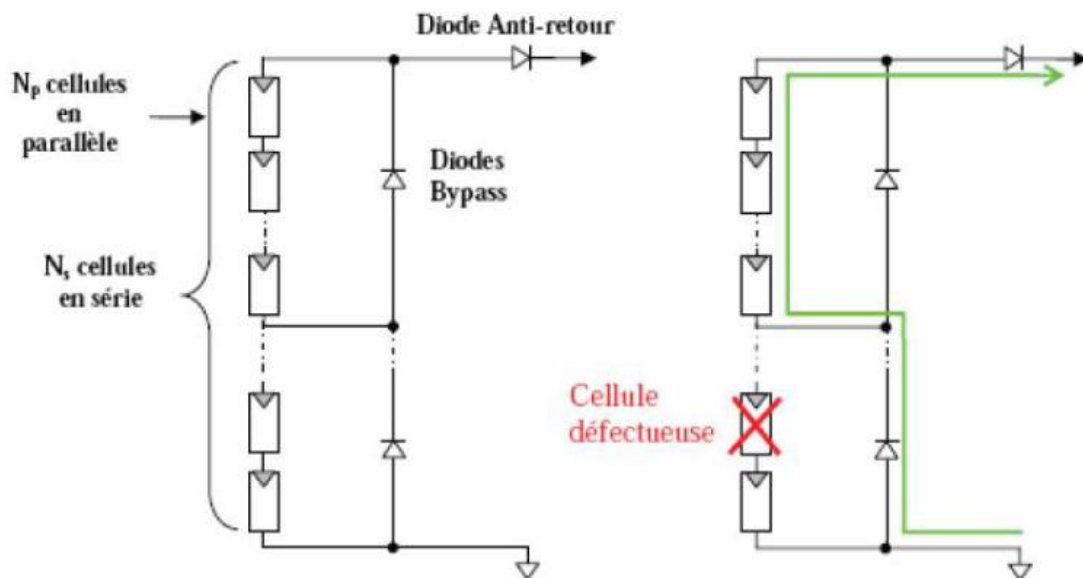 Diode Anti-retour
Np cellules
en
parallèle
Diodes
Bypass
Ns cellules
en série
Cellule
défectueuse